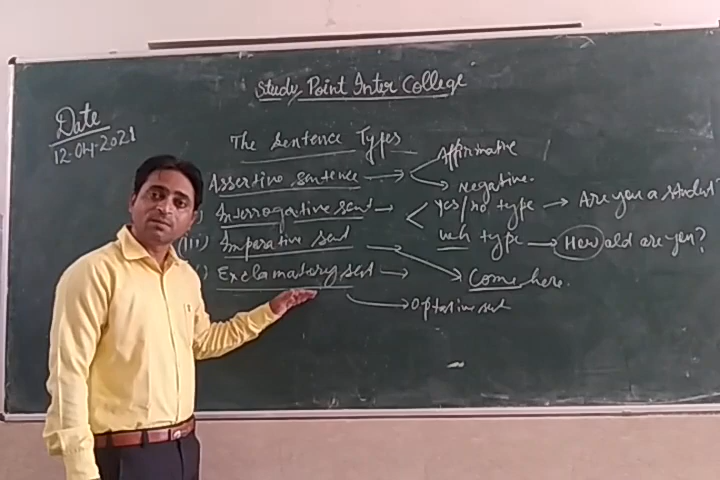 Study Point Inter College
Date
12-04-2021
The Sentence Types
Assertive sentence → Affirmative
Negative.
) Interrogative sent → Yes/no type → Are you a student?
wh type → How old are you?
(iii) Imperative sent → Come here.
) Exclamatory sent →
→ Optative sent